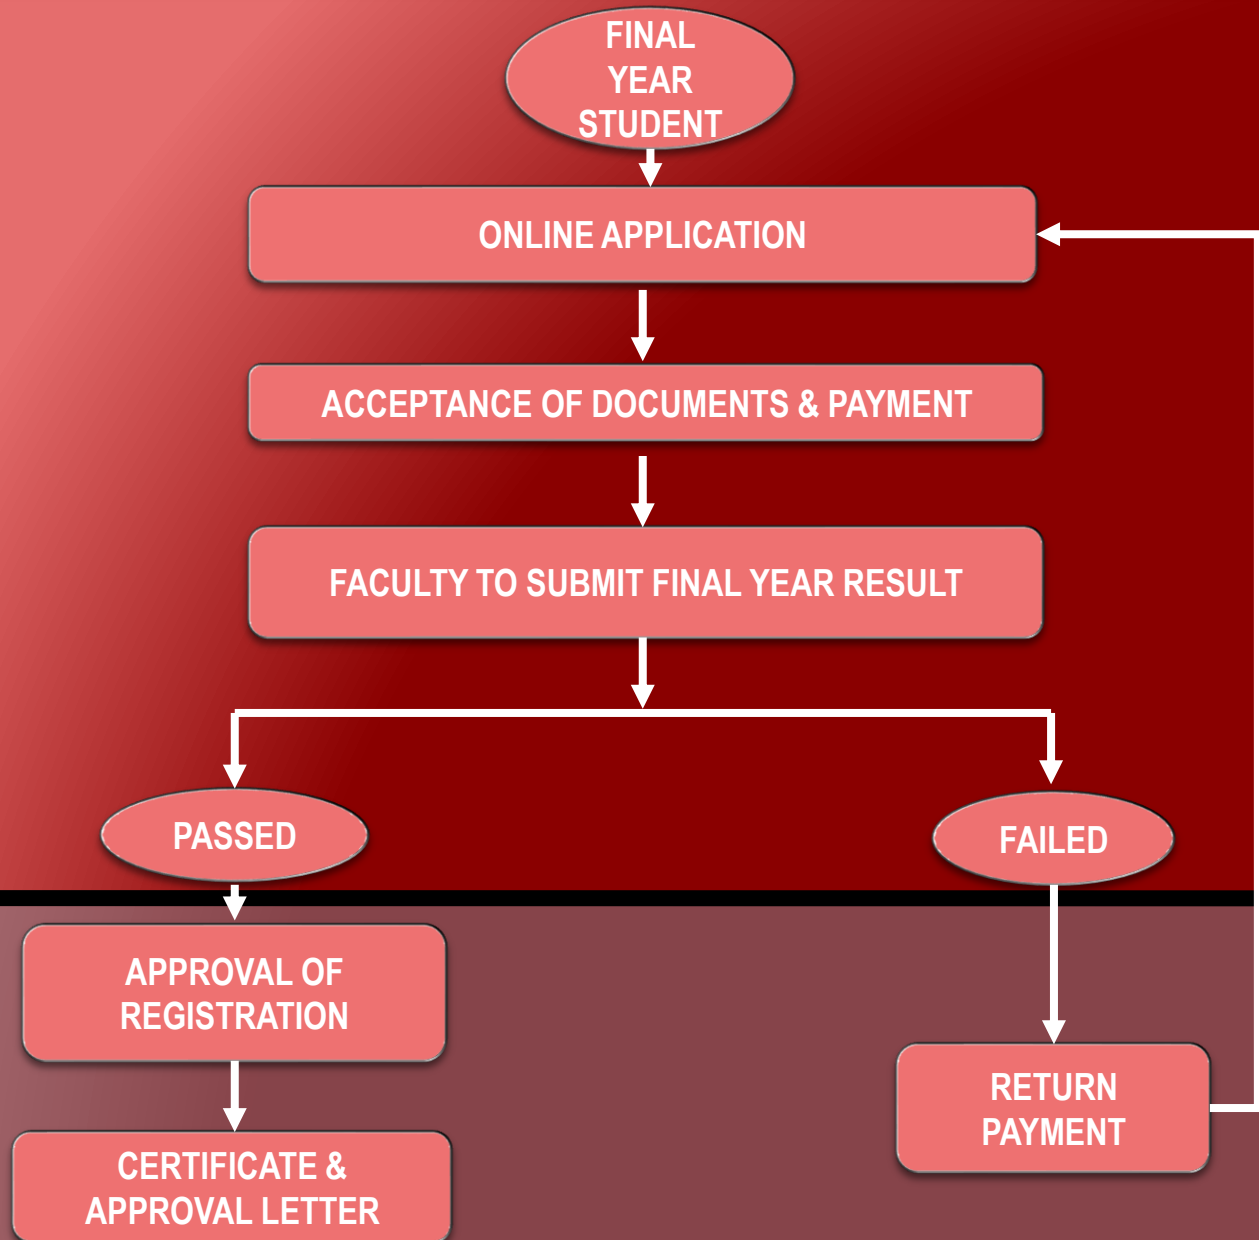 FINAL
YEAR
STUDENT
ONLINE APPLICATION
ACCEPTANCE OF DOCUMENTS & PAYMENT
FACULTY TO SUBMIT FINAL YEAR RESULT
PASSED
FAILED
APPROVAL OF
REGISTRATION
RETURN
PAYMENT
CERTIFICATE &
APPROVAL LETTER